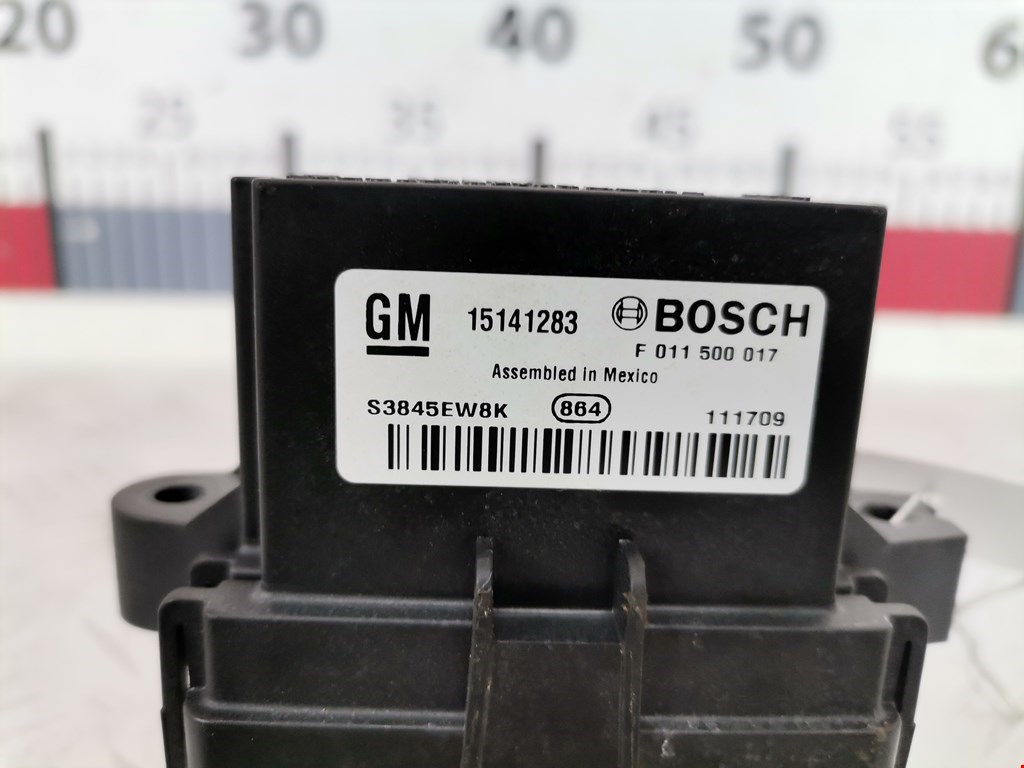 20 30 40 50
25 35 45 55
GM 15141283 BOSCH
F 011 500 017
Assembled in Mexico
S3845EW8K 864 111709